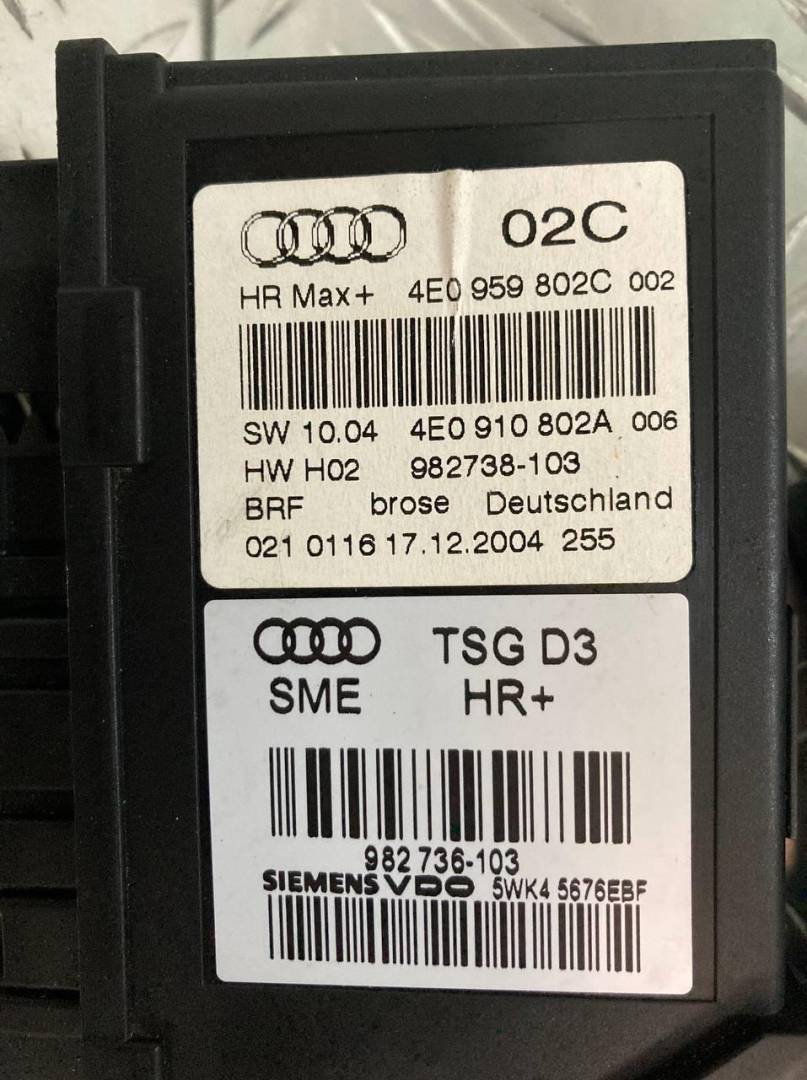 02C
HR Max+ 4E0 959 802C 002
SW 10.04 4E0 910 802A 006
HW H02 982738-103
BRF brose Deutschland
021 0116 17.12.2004 255
TSG D3
SME HR+
982 736-103
SIEMENS VDO 5WK4 5676EBF